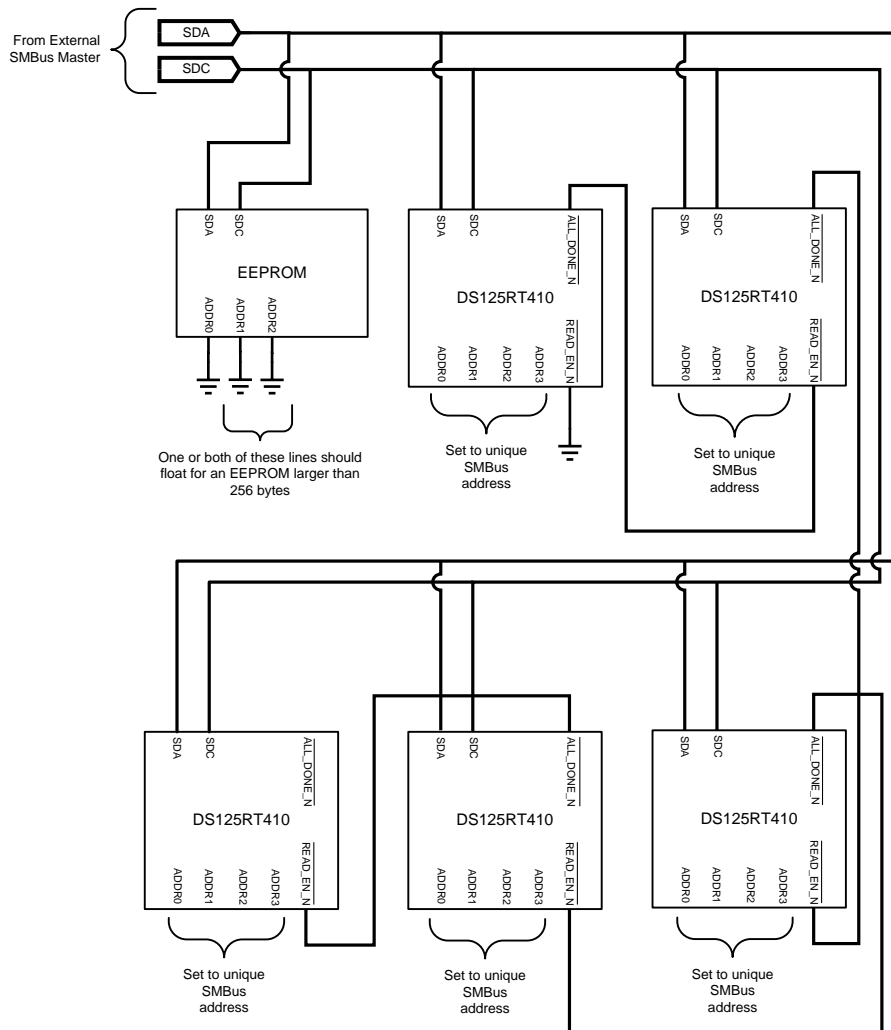 From External
SMBus Master
SDA
SDC
SDA
SDC
EEPROM
ADDR0
ADDR1
ADDR2
One or both of these lines should
float for an EEPROM larger than
256 bytes
SDA
SDC
ALL_DONE_N
DS125RT410
ADDR0
ADDR1
ADDR2
ADDR3
READ_EN_N
Set to unique
SMBus
address
SDA
SDC
ALL_DONE_N
DS125RT410
ADDR0
ADDR1
ADDR2
ADDR3
READ_EN_N
Set to unique
SMBus
address
SDA
SDC
ALL_DONE_N
DS125RT410
ADDR0
ADDR1
ADDR2
ADDR3
READ_EN_N
Set to unique
SMBus
address
SDA
SDC
ALL_DONE_N
DS125RT410
ADDR0
ADDR1
ADDR2
ADDR3
READ_EN_N
Set to unique
SMBus
address
SDA
SDC
ALL_DONE_N
DS125RT410
ADDR0
ADDR1
ADDR2
ADDR3
READ_EN_N
Set to unique
SMBus
address